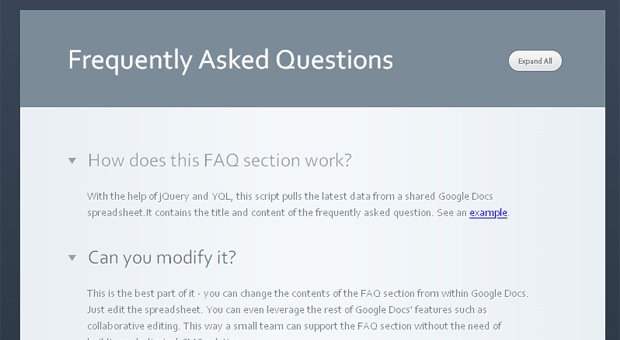 Frequently Asked Questions
Expand All
How does this FAQ section work?
With the help of jQuery and YQL, this script pulls the latest data from a shared Google Docs
spreadsheet.It contains the title and content of the frequently asked question. See an example.
Can you modify it?
This is the best part of it - you can change the contents of the FAQ section from within Google Docs.
Just edit the spreadsheet. You can even leverage the rest of Google Docs' features such as
collaborative editing. This way a small team can support the FAQ section without the need of